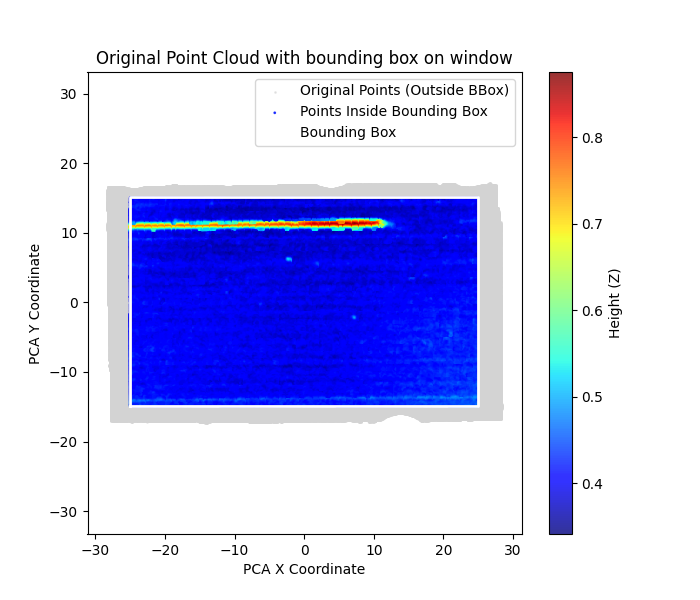 Original Point Cloud with bounding box on window
Original Points (Outside BBox)
Points Inside Bounding Box
Bounding Box
30
20
10
0
−10
−20
−30
PCA Y Coordinate
−30 −20 −10 0 10 20 30
PCA X Coordinate
0.8
0.7
0.6
0.5
0.4
Height (Z)